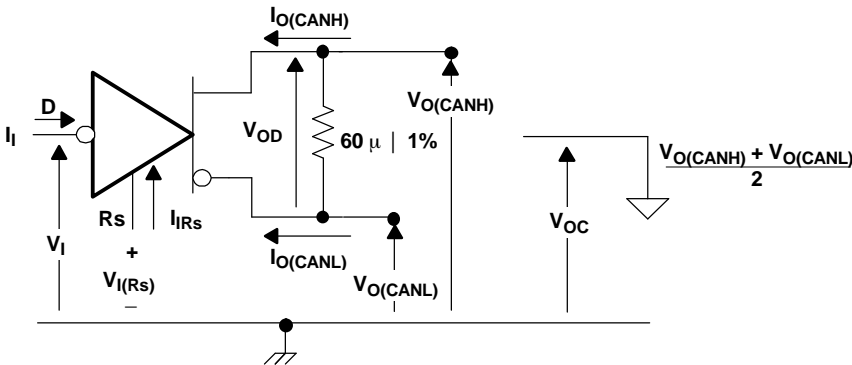 I_O(CANH)
D
I_I
V_OD
60 μ | 1%
V_O(CANH)
V_O(CANH) + V_O(CANL)
2
V_OC
Rs
I_IRs
V_I
+
V_I(Rs)
–
I_O(CANL)
V_O(CANL)